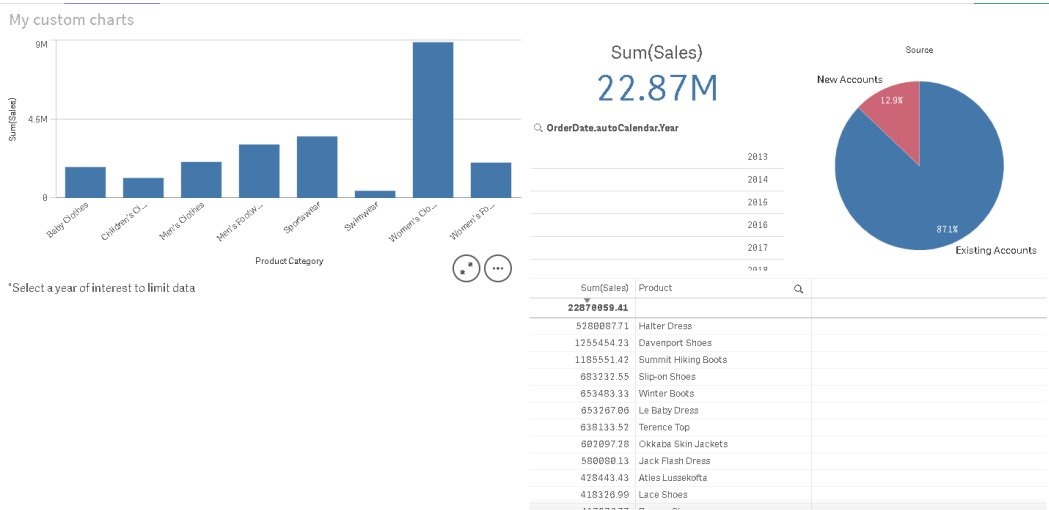 My custom charts
9M
4.5M
0
Sum(Sales)
Baby Clothes
Children's Cl...
Men's Clothes
Men's Footw...
Sportswear
Swimwear
Women's Clo...
Women's Fo...
Product Category
"Select a year of interest to limit data
Sum(Sales)
22.87M
OrderDate.autoCalendar.Year
2013
2014
2015
2016
2017
2018
Source
New Accounts
12.9%
87.1%
Existing Accounts
Sum(Sales) Product
22870059.41
5280087.71 Halter Dress
1255454.23 Davenport Shoes
1185551.42 Summit Hiking Boots
683232.55 Slip-on Shoes
653483.33 Winter Boots
653267.06 Le Baby Dress
638133.52 Terence Top
602097.28 Okkaba Skin Jackets
580080.13 Jack Flash Dress
428443.43 Atles Lussekofta
418326.99 Lace Shoes